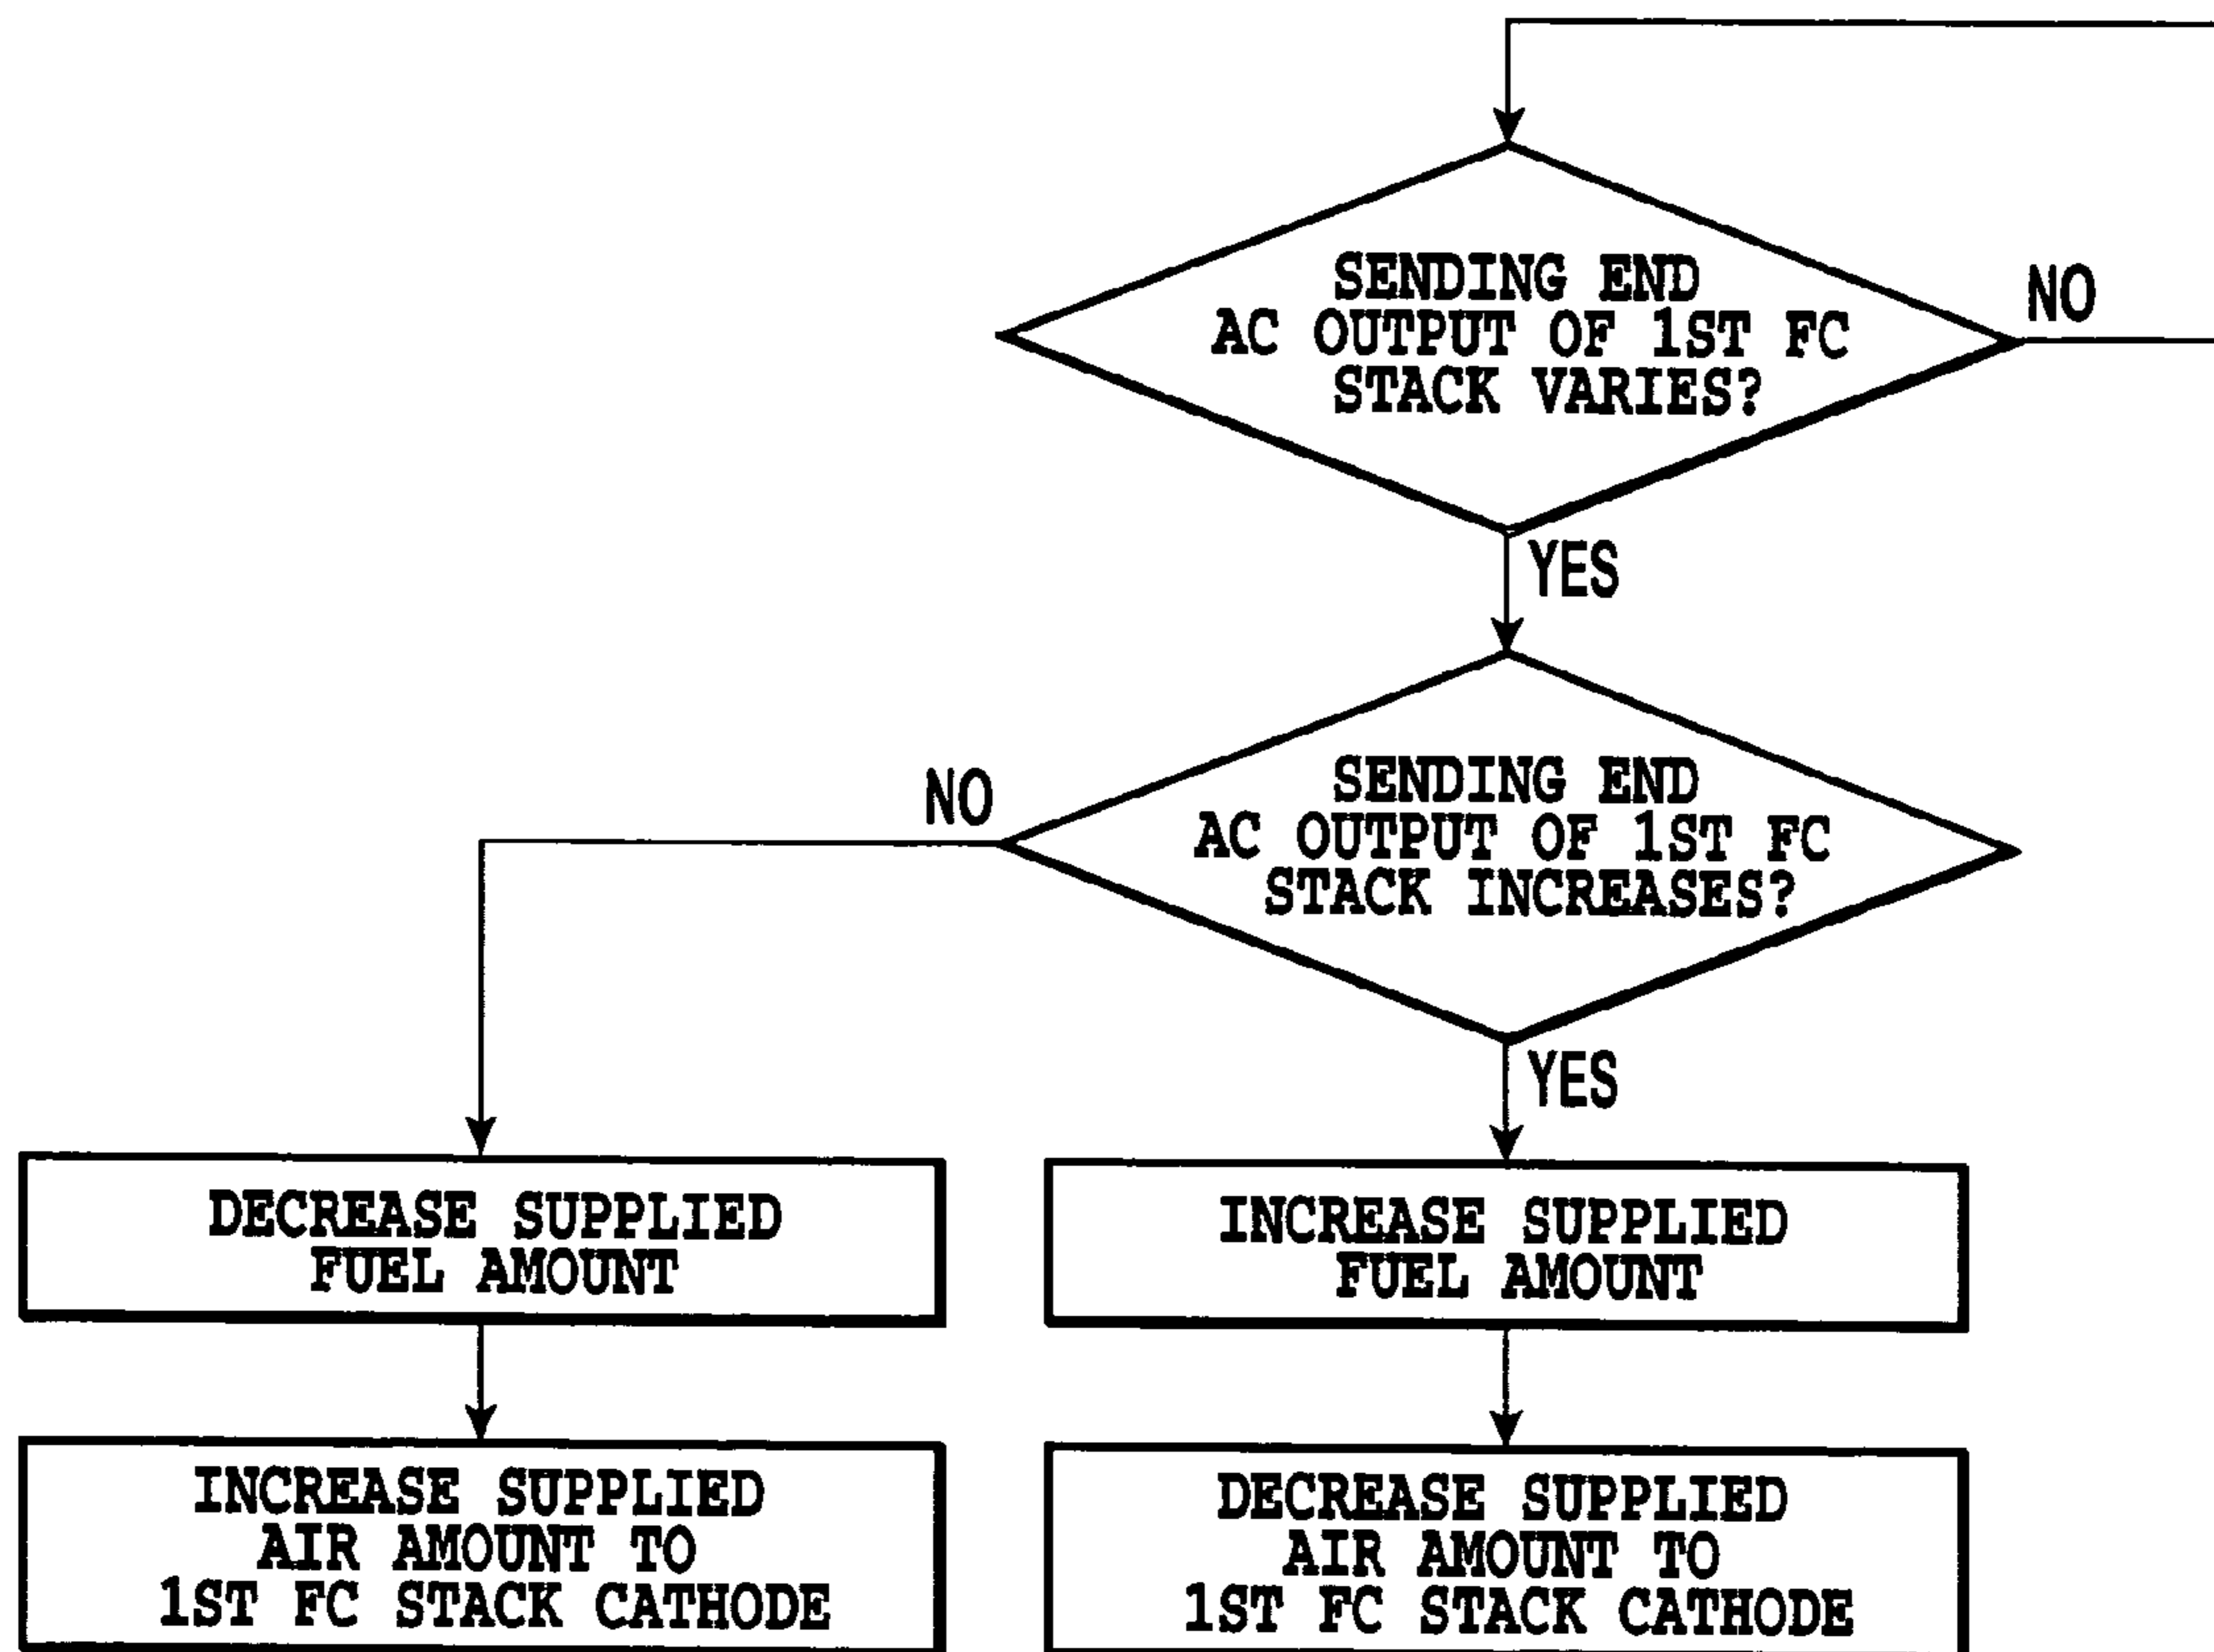 SENDING END
AC OUTPUT OF 1ST FC
STACK VARIES?
NO
YES
SENDING END
AC OUTPUT OF 1ST FC
STACK INCREASES?
NO
YES
DECREASE SUPPLIED
FUEL AMOUNT
INCREASE SUPPLIED
FUEL AMOUNT
INCREASE SUPPLIED
AIR AMOUNT TO
1ST FC STACK CATHODE
DECREASE SUPPLIED
AIR AMOUNT TO
1ST FC STACK CATHODE